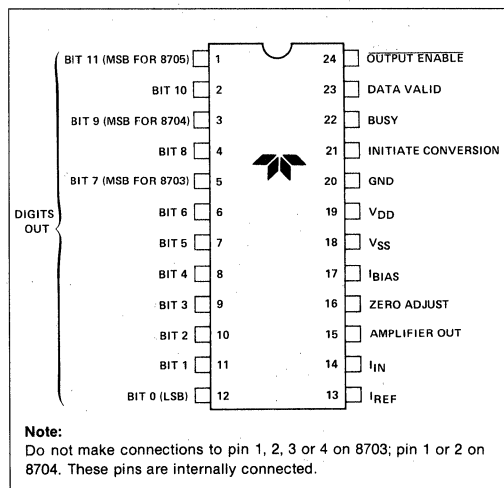 BIT 11 (MSB FOR 8705) 1 24 OUTPUT ENABLE
BIT 10 2 23 DATA VALID
BIT 9 (MSB FOR 8704) 3 22 BUSY
BIT 8 4 21 INITIATE CONVERSION
BIT 7 (MSB FOR 8703) 5 20 GND
DIGITS OUT
BIT 6 6 19 VDD
BIT 5 7 18 VSS
BIT 4 8 17 IBIAS
BIT 3 9 16 ZERO ADJUST
BIT 2 10 15 AMPLIFIER OUT
BIT 1 11 14 IIN
BIT 0 (LSB) 12 13 IREF
Note:
Do not make connections to pin 1, 2, 3 or 4 on 8703; pin 1 or 2 on
8704. These pins are internally connected.